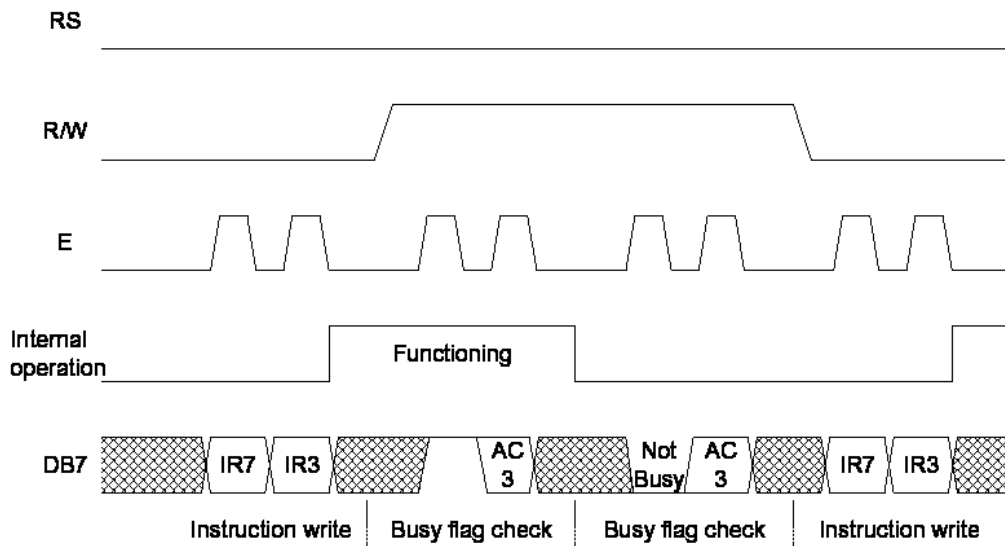 RS
R/W
E
Internal
operation
Functioning
DB7
IR7
IR3
AC
3
Not
Busy
AC
3
IR7
IR3
Instruction write
Busy flag check
Busy flag check
Instruction write